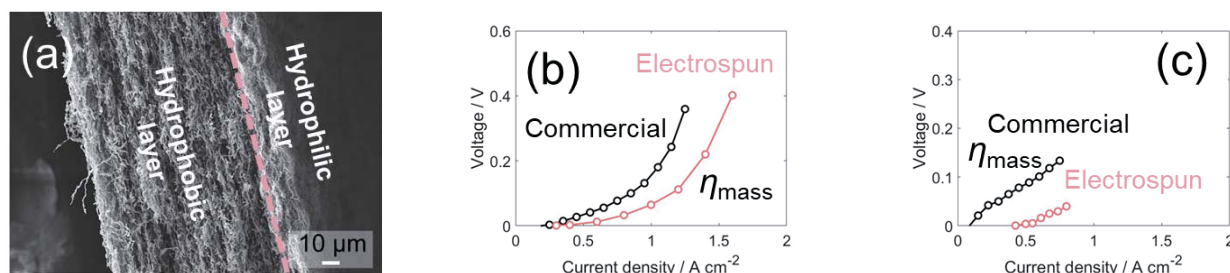 (a)
Hydrophobic
layer
Hydrophilic
layer
10 μm
(b)
Voltage / V
0.6
0.4
0.2
0
Electrospun
Commercial
ηmass
0 0.5 1 1.5 2
Current density / A cm-2
(c)
Voltage / V
0.4
0.3
0.2
0.1
0
Commercial
ηmass
Electrospun
0 0.5 1 1.5 2
Current density / A cm-2